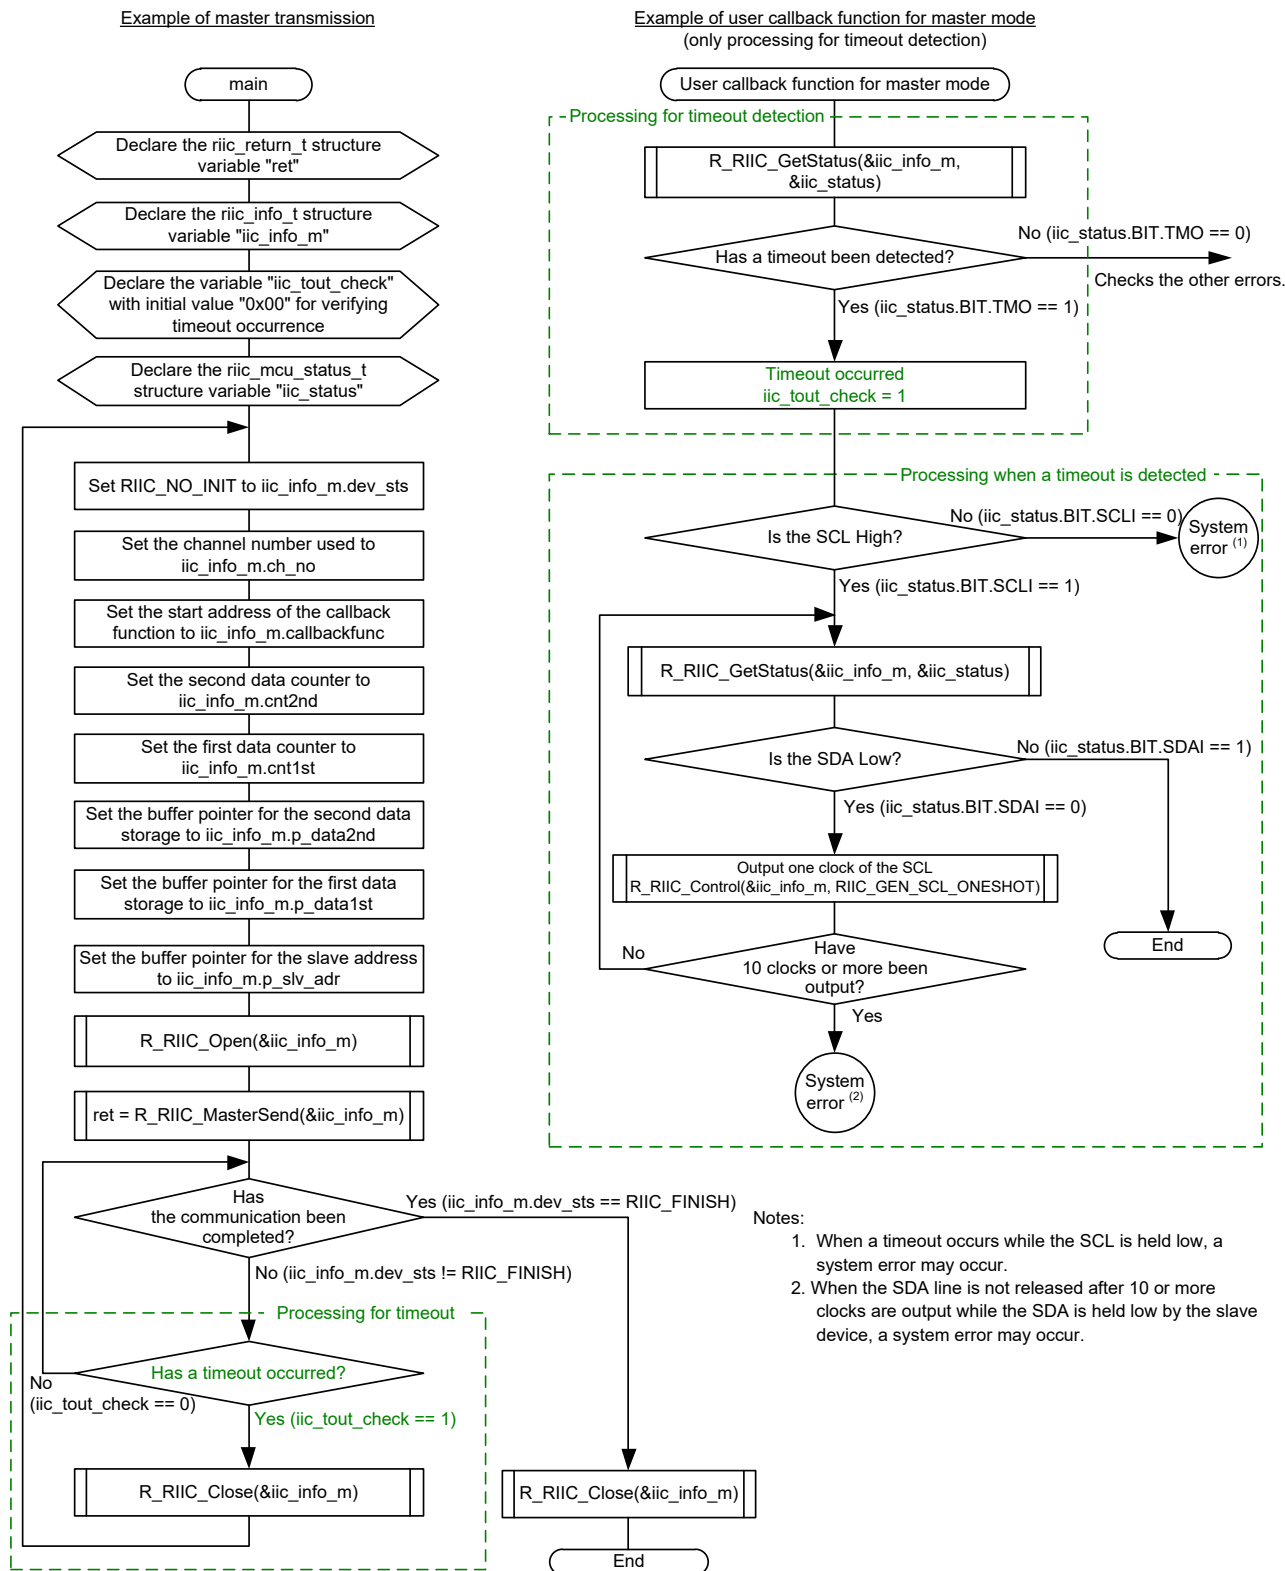 Example of master transmission
main
Declare the riic_return_t structure
variable "ret"
Declare the riic_info_t structure
variable "iic_info_m"
Declare the variable "iic_tout_check"
with initial value "0x00" for verifying
timeout occurrence
Declare the riic_mcu_status_t
structure variable "iic_status"
Set RIIC_NO_INIT to iic_info_m.dev_sts
Set the channel number used to
iic_info_m.ch_no
Set the start address of the callback
function to iic_info_m.callbackfunc
Set the second data counter to
iic_info_m.cnt2nd
Set the first data counter to
iic_info_m.cnt1st
Set the buffer pointer for the second data
storage to iic_info_m.p_data2nd
Set the buffer pointer for the first data
storage to iic_info_m.p_data1st
Set the buffer pointer for the slave address
to iic_info_m.p_slv_adr
R_RIIC_Open(&iic_info_m)
ret = R_RIIC_MasterSend(&iic_info_m)
Has
the communication been
completed?
Yes (iic_info_m.dev_sts == RIIC_FINISH)
No (iic_info_m.dev_sts != RIIC_FINISH)
Processing for timeout
Has a timeout occurred?
No
(iic_tout_check == 0)
Yes (iic_tout_check == 1)
R_RIIC_Close(&iic_info_m)
R_RIIC_Close(&iic_info_m)
End
Example of user callback function for master mode
(only processing for timeout detection)
User callback function for master mode
Processing for timeout detection
R_RIIC_GetStatus(&iic_info_m,
&iic_status)
Has a timeout been detected?
No (iic_status.BIT.TMO == 0)
Checks the other errors.
Yes (iic_status.BIT.TMO == 1)
Timeout occurred
iic_tout_check = 1
Processing when a timeout is detected
Is the SCL High?
No (iic_status.BIT.SCLI == 0)
System
error (1)
Yes (iic_status.BIT.SCLI == 1)
R_RIIC_GetStatus(&iic_info_m, &iic_status)
Is the SDA Low?
No (iic_status.BIT.SDAI == 1)
Yes (iic_status.BIT.SDAI == 0)
Output one clock of the SCL
R_RIIC_Control(&iic_info_m, RIIC_GEN_SCL_ONESHOT)
End
Have
10 clocks or more been
output?
No
Yes
System
error (2)
Notes:
1. When a timeout occurs while the SCL is held low, a
system error may occur.
2. When the SDA line is not released after 10 or more
clocks are output while the SDA is held low by the slave
device, a system error may occur.